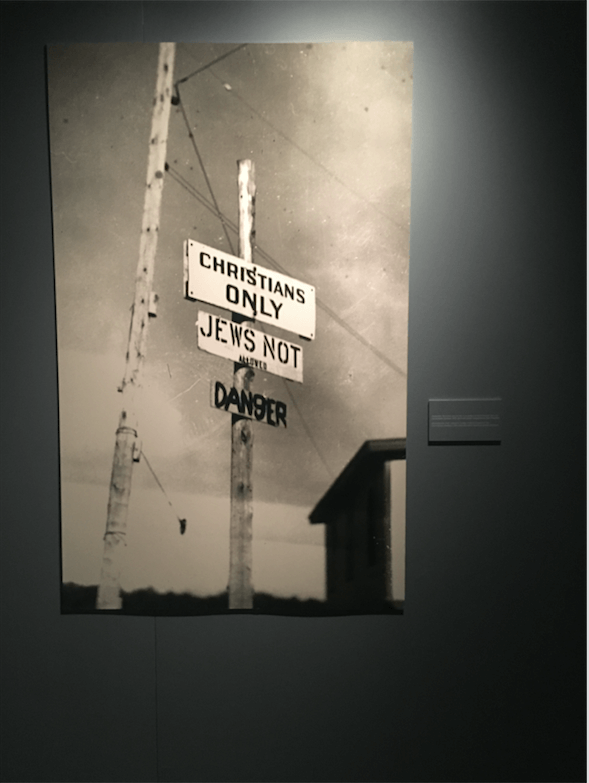 CHRISTIANS
ONLY
JEWS NOT
ALLOWED
DANGER